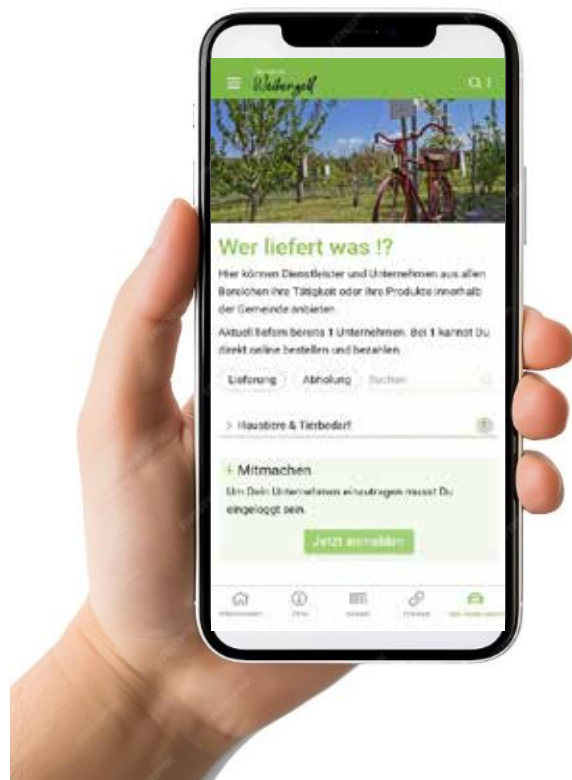 Weibergell
Wer liefert was !?
Hier können Dienstleister und Unternehmen aus allen
Bereichen ihre Tätigkeit oder ihre Produkte innerhalb
der Gemeinde anbieten.
Aktuell liefern bereits 1 Unternehmen. Bei 1 kannst Du
direkt online bestellen und bezahlen.
Lieferung Abholung Suchen
> Haustiere & Tierbedarf 1
+ Mitmachen
Um Dein Unternehmen einzutragen musst Du
eingeloggt sein.
Jetzt anmelden